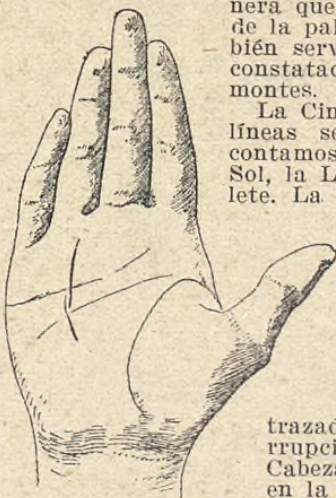 nera que
de la pal
bién serv
constatad
montes.
La Cin
líneas se
contamos
Sol, la L
lete. La
trazad
rrupci
Cabeza
en la